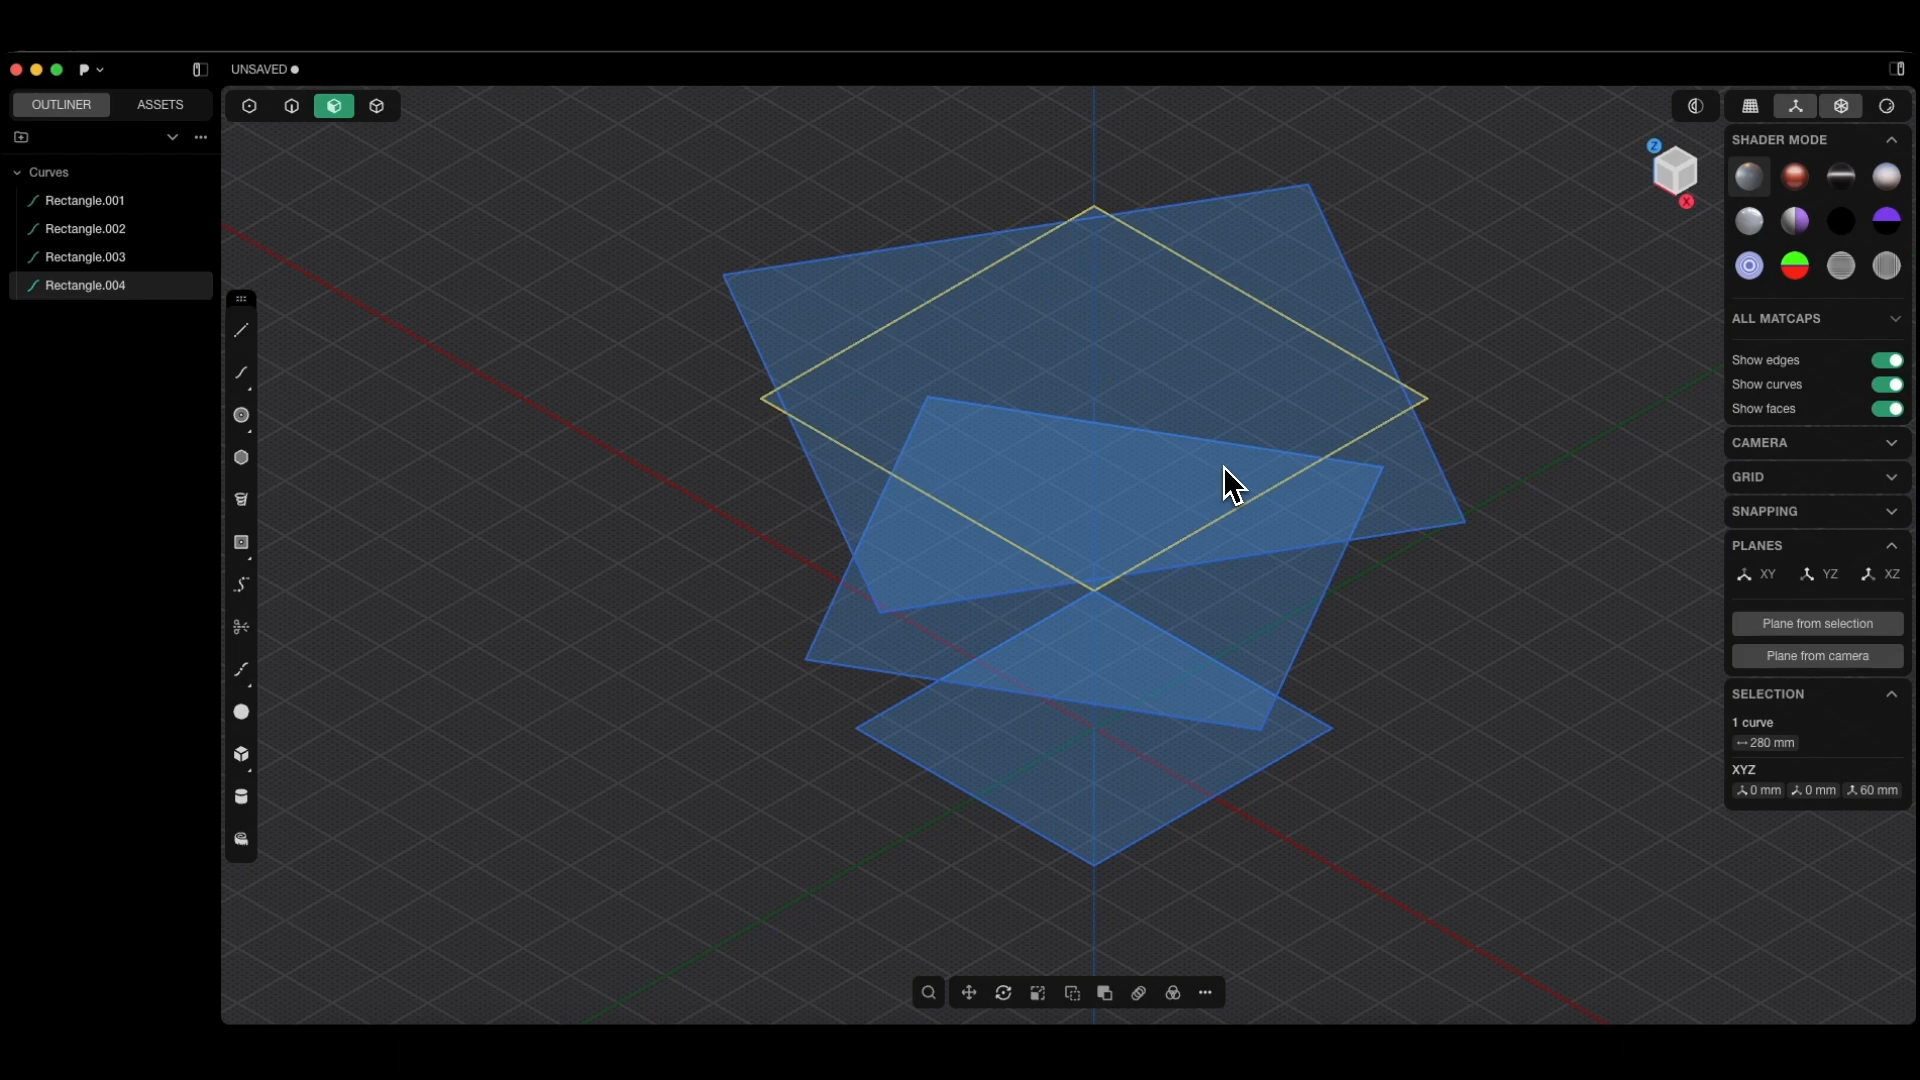 UNSAVED
OUTLINER
ASSETS
Curves
Rectangle.001
Rectangle.002
Rectangle.003
Rectangle.004
Z
X
SHADER MODE
ALL MATCAPS
Show edges
Show curves
Show faces
CAMERA
GRID
SNAPPING
PLANES
XY YZ XZ
Plane from selection
Plane from camera
SELECTION
1 curve
280 mm
XYZ
0 mm 0 mm 60 mm